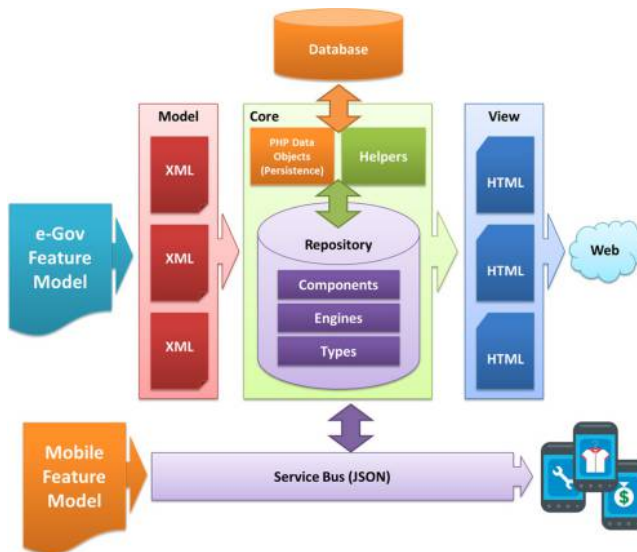 Database
Model
Core
View
PHP Data
Objects
(Persistence)
Helpers
XML
XML
XML
e-Gov
Feature
Model
Repository
Components
Engines
Types
HTML
HTML
HTML
Web
Mobile
Feature
Model
Service Bus (JSON)
$